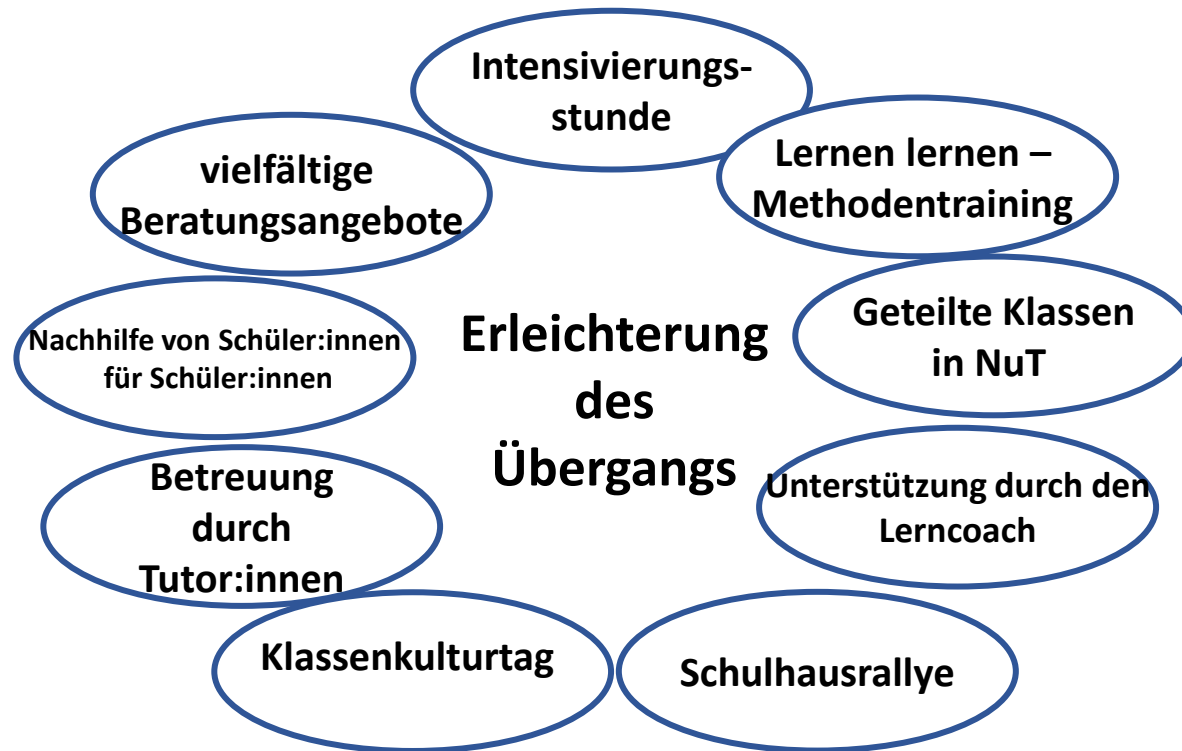 Intensivierungs-
stunde
Lernen lernen –
Methodentraining
Geteilte Klassen
in NuT
Unterstützung durch den
Lerncoach
Schulhausrallye
Klassenkulturtag
Betreuung
durch
Tutor:innen
Nachhilfe von Schüler:innen
für Schüler:innen
vielfältige
Beratungsangebote
Erleichterung
des
Übergangs